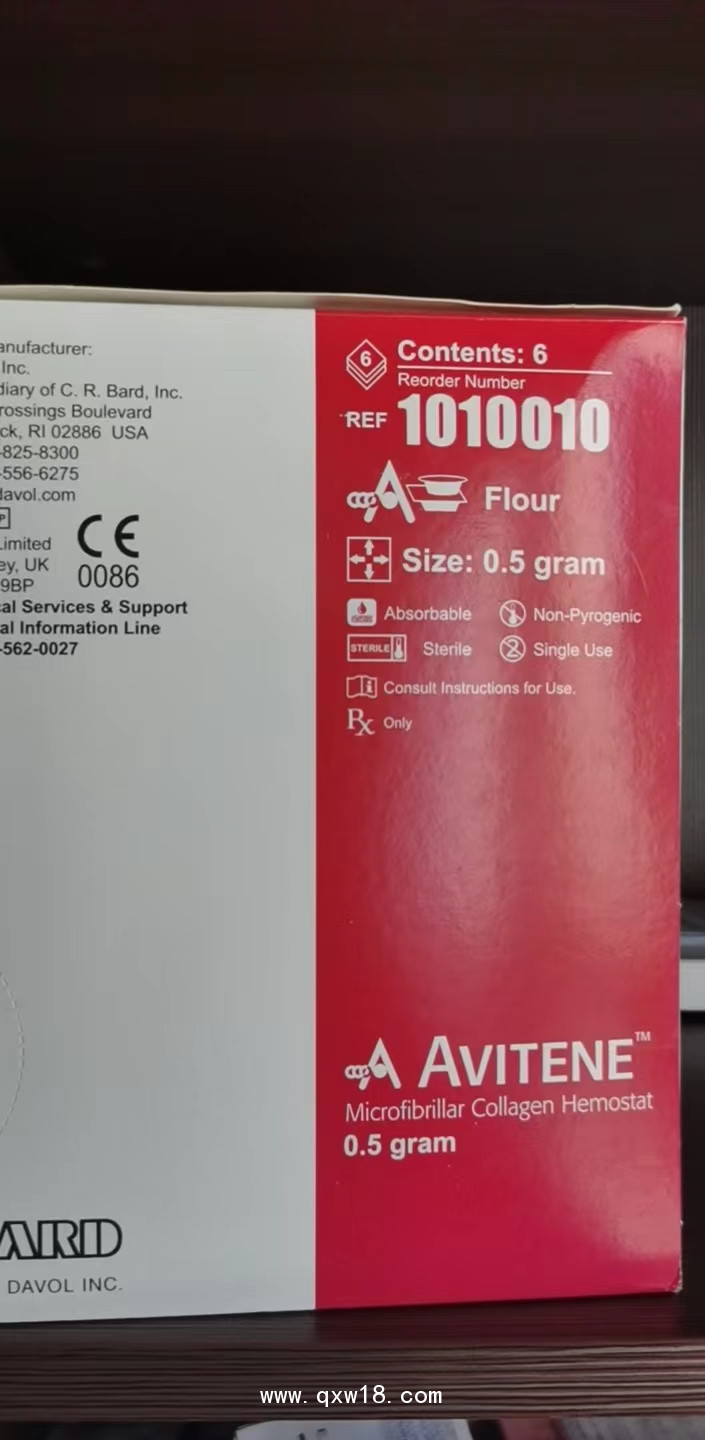 anufacturer:
Inc.
diary of C. R. Bard, Inc.
rossings Boulevard
ck, RI 02886 USA
-825-8300
-556-6275
davol.com
P
imited
ey, UK
9BP
CE
0086
cal Services & Support
al Information Line
-562-0027
ARD
DAVOL INC.
6
Contents: 6
Reorder Number
REF 1010010
Flour
Size: 0.5 gram
Absorbable
Non-Pyrogenic
STERILE
Sterile
2
Single Use
i
Consult Instructions for Use.
Rx Only
AVITENE™
Microfibrillar Collagen Hemostat
0.5 gram
www.qxw18.com